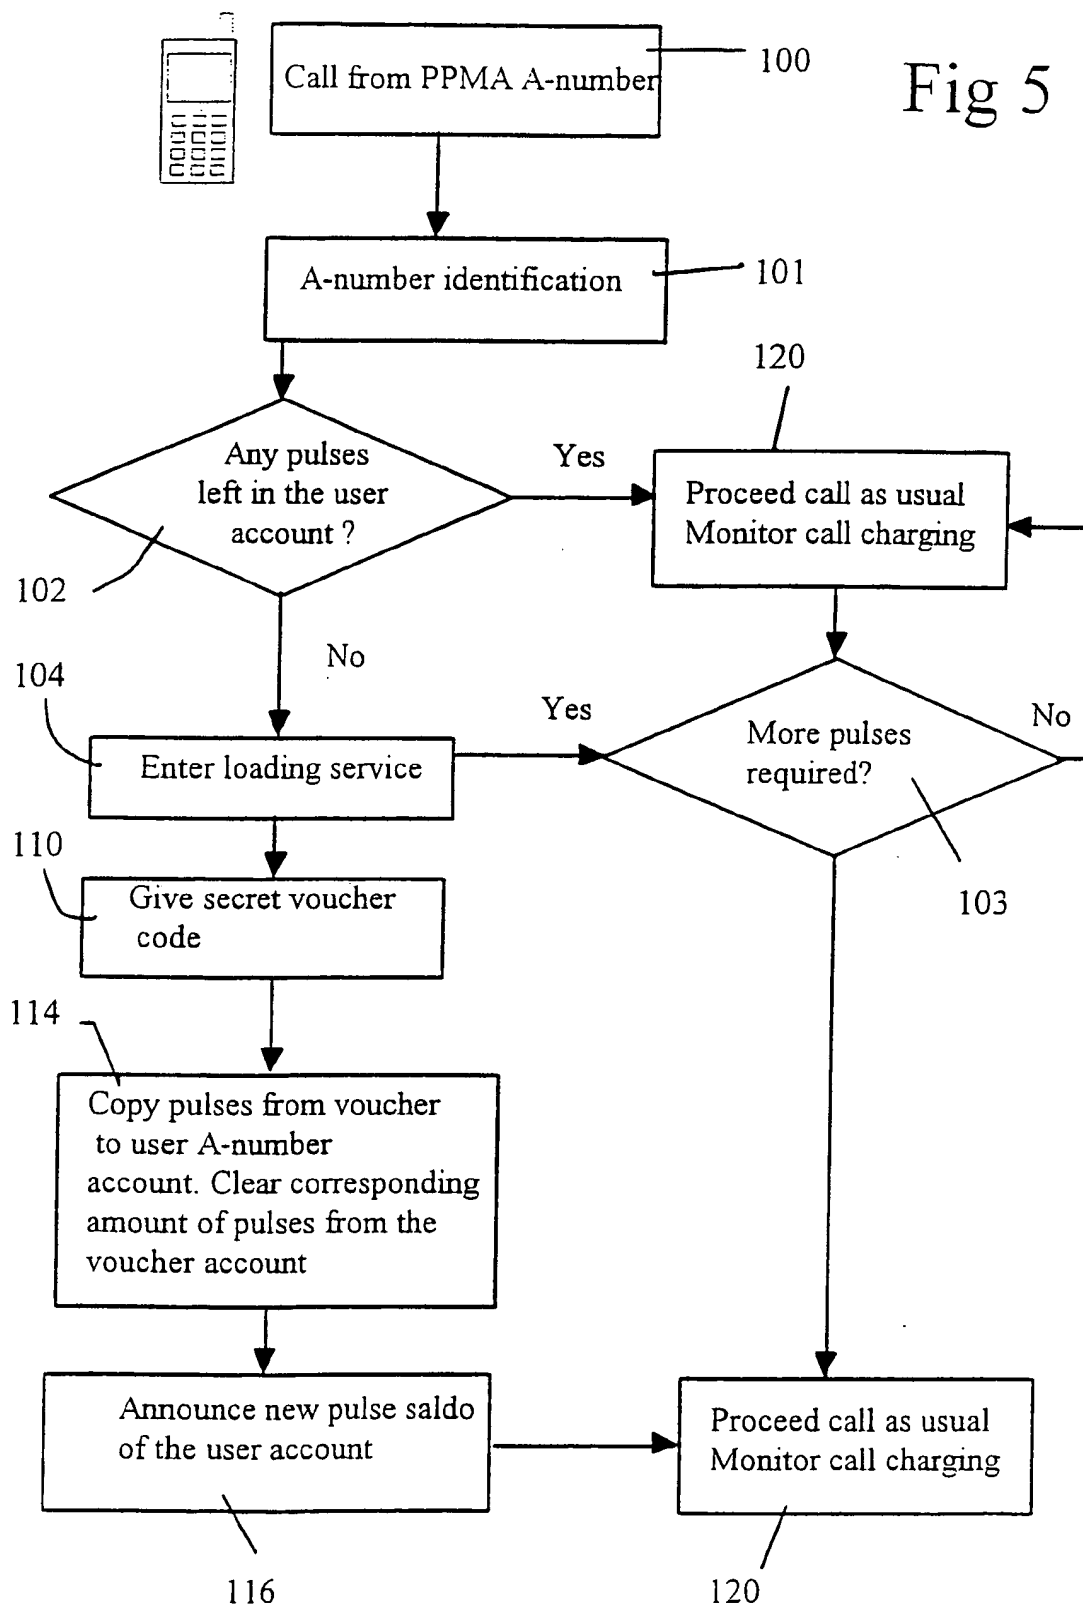 Fig 5
Call from PPMA A-number
100
A-number identification
101
120
Any pulses
left in the user
account ?
102
Yes
Proceed call as usual
Monitor call charging
No
104
Enter loading service
Yes
More pulses
required?
No
103
110
Give secret voucher
code
114
Copy pulses from voucher
to user A-number
account. Clear corresponding
amount of pulses from the
voucher account
Announce new pulse saldo
of the user account
116
Proceed call as usual
Monitor call charging
120